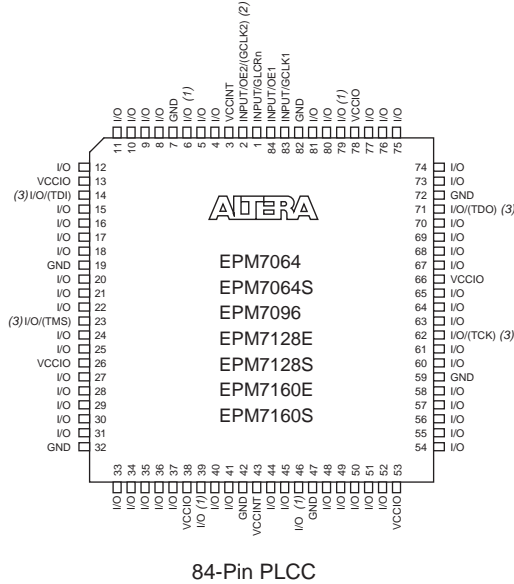 I/O 11
I/O 10
I/O 9
I/O 8
GND 7
I/O (1) 6
I/O 5
I/O 4
VCCINT 3
INPUT/OE2/(GCLK2) (2) 2
INPUT/GLCRn 1
INPUT/OE1 84
INPUT/GCLK1 83
GND 82
I/O 81
I/O 80
I/O (1) 79
VCCIO 78
I/O 77
I/O 76
I/O 75
I/O 12
VCCIO 13
(3) I/O/(TDI) 14
I/O 15
I/O 16
I/O 17
I/O 18
GND 19
I/O 20
I/O 21
I/O 22
(3) I/O/(TMS) 23
I/O 24
I/O 25
VCCIO 26
I/O 27
I/O 28
I/O 29
I/O 30
I/O 31
GND 32
ALTERA
EPM7064
EPM7064S
EPM7096
EPM7128E
EPM7128S
EPM7160E
EPM7160S
74 I/O
73 I/O
72 GND
71 I/O/(TDO) (3)
70 I/O
69 I/O
68 I/O
67 I/O
66 VCCIO
65 I/O
64 I/O
63 I/O
62 I/O/(TCK) (3)
61 I/O
60 I/O
59 GND
58 I/O
57 I/O
56 I/O
55 I/O
54 I/O
33 I/O
34 I/O
35 I/O
36 I/O
37 I/O
38 VCCIO
39 I/O (1)
40 I/O
41 I/O
42 GND
43 VCCINT
44 I/O
45 I/O
46 I/O (1)
47 GND
48 I/O
49 I/O
50 I/O
51 I/O
52 I/O
53 VCCIO
84-Pin PLCC